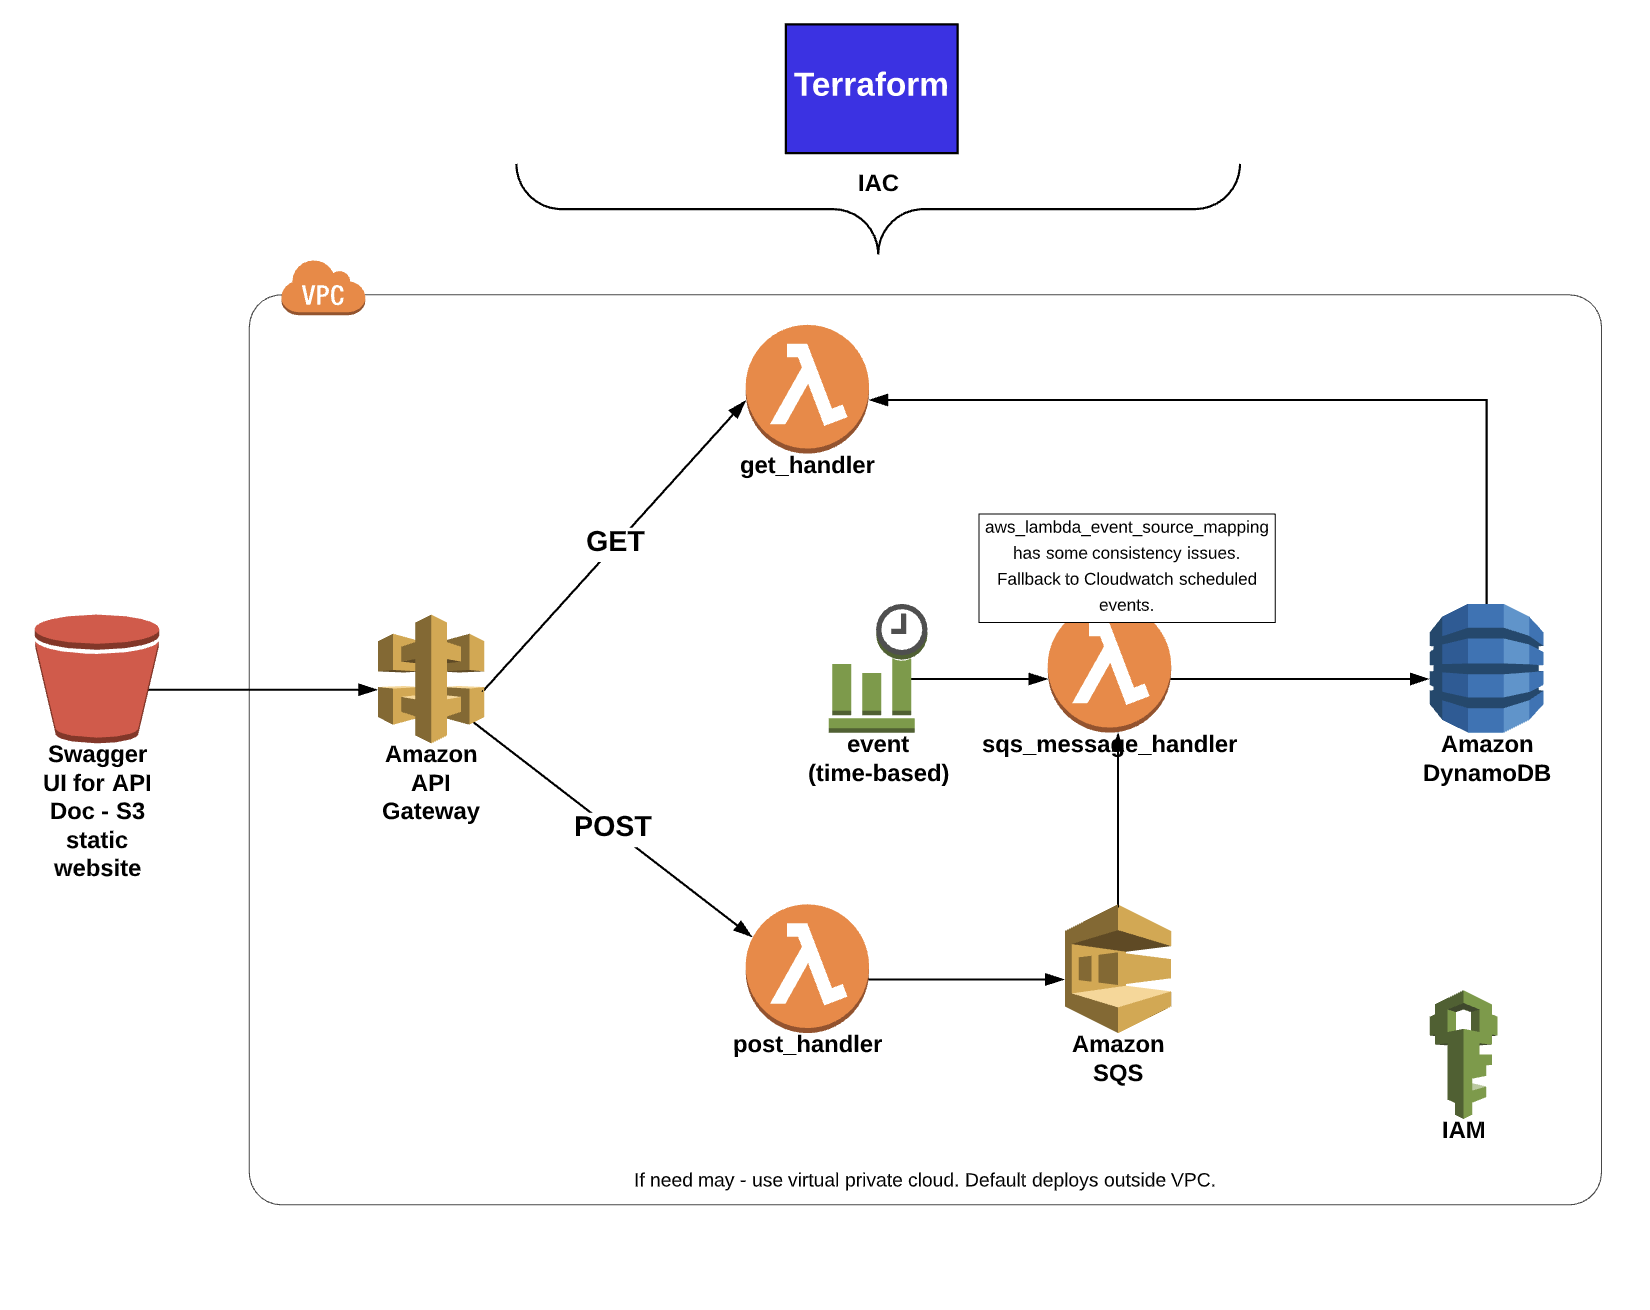 Terraform
IAC
VPC
get_handler
GET
aws_lambda_event_source_mapping
has some consistency issues.
Fallback to Cloudwatch scheduled
events.
Swagger
UI for API
Doc - S3
static
website
Amazon
API
Gateway
event
(time-based)
sqs_message_handler
Amazon
DynamoDB
POST
post_handler
Amazon
SQS
IAM
If need may - use virtual private cloud. Default deploys outside VPC.